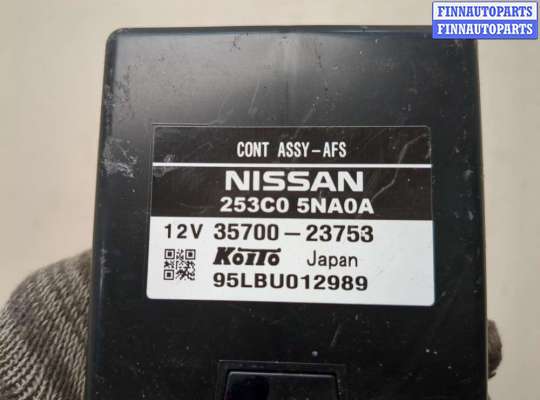 FINNAUTOPARTS
FINNAUTOPARTS
CONT ASSY-AFS
NISSAN
253C0 5NA0A
12V 35700-23753
KOITO Japan
95LBU012989